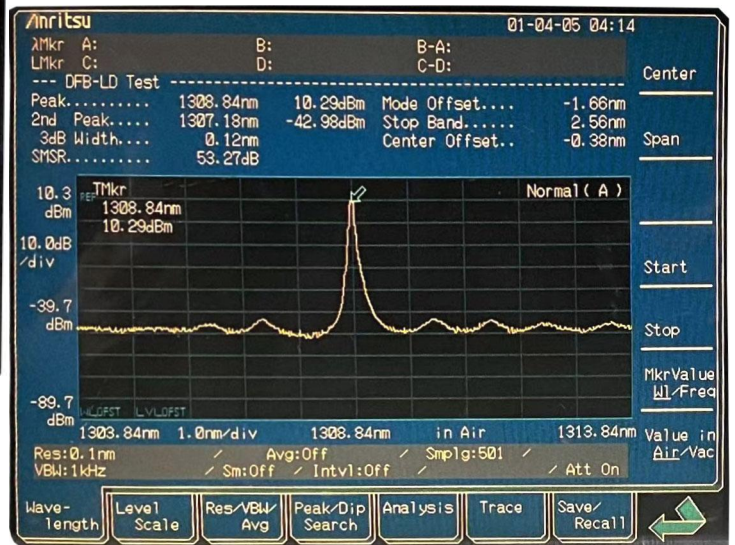 Anritsu 01-04-05 04:14
λMkr A: B: B-A:
LMkr C: D: C-D:
--- DFB-LD Test ---
Peak.......... 1308.84nm 10.29dBm Mode Offset.... -1.66nm
2nd Peak..... 1307.18nm -42.98dBm Stop Band...... 2.56nm
3dB Width.... 0.12nm Center Offset.. -0.38nm
SMSR.......... 53.27dB
10.3 dBm
REF
TMkr
1308.84nm
10.29dBm
Normal(A)
10.0dB
/div
-39.7
dBm
-89.7
dBm
WLOFST LVLOFST
1303.84nm 1.0nm/div 1308.84nm in Air 1313.84nm
Res:0.1nm / Avg:Off / Smplg:501 /
VBW:1kHz / Sm:Off / Intvl:Off / / Att On
Center
Span
Start
Stop
MkrValue
Wl/Freq
Value in
Air/Vac
Wave-
length
Level
Scale
Res/VBW/
Avg
Peak/Dip
Search
Analysis
Trace
Save/
Recall